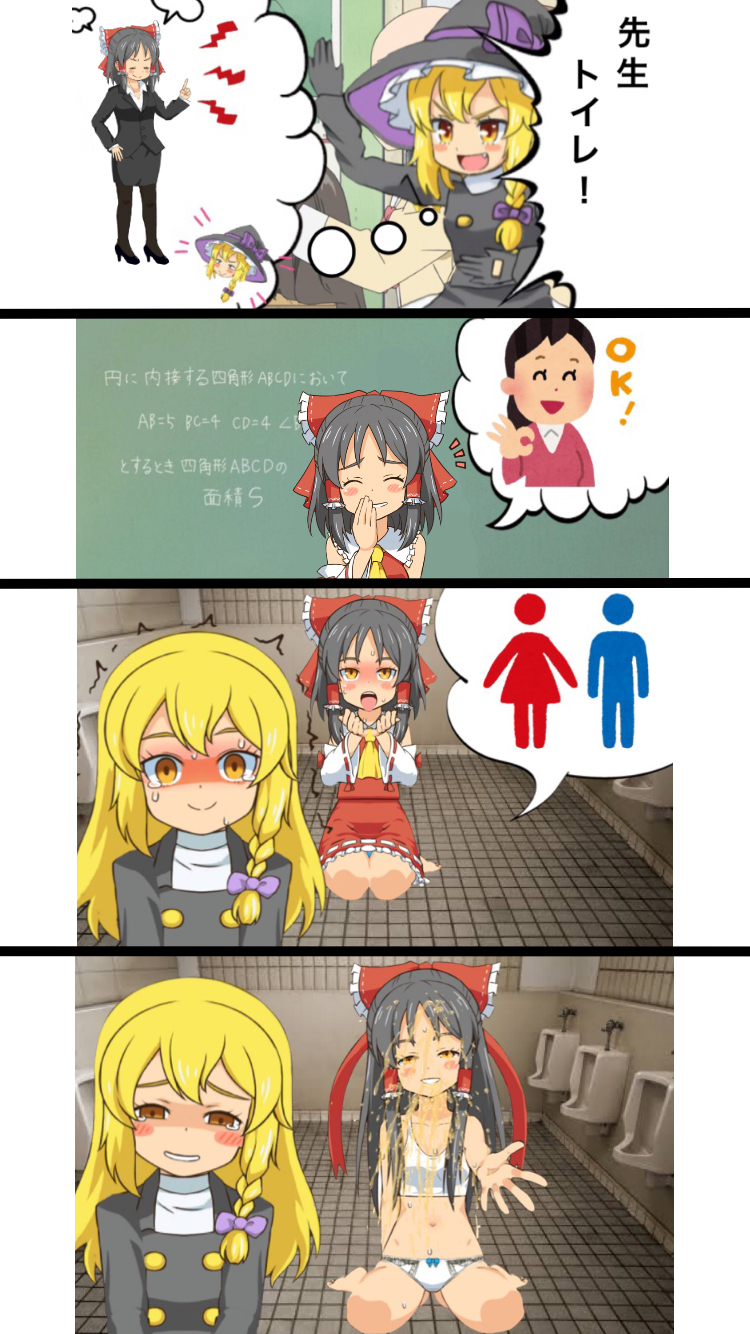 先生
トイレ！
円に内接する四角形ABCDにおいて
AB=5 BC=4 CD=4 ∠B
とするとき四角形ABCDの
面積S
OK!